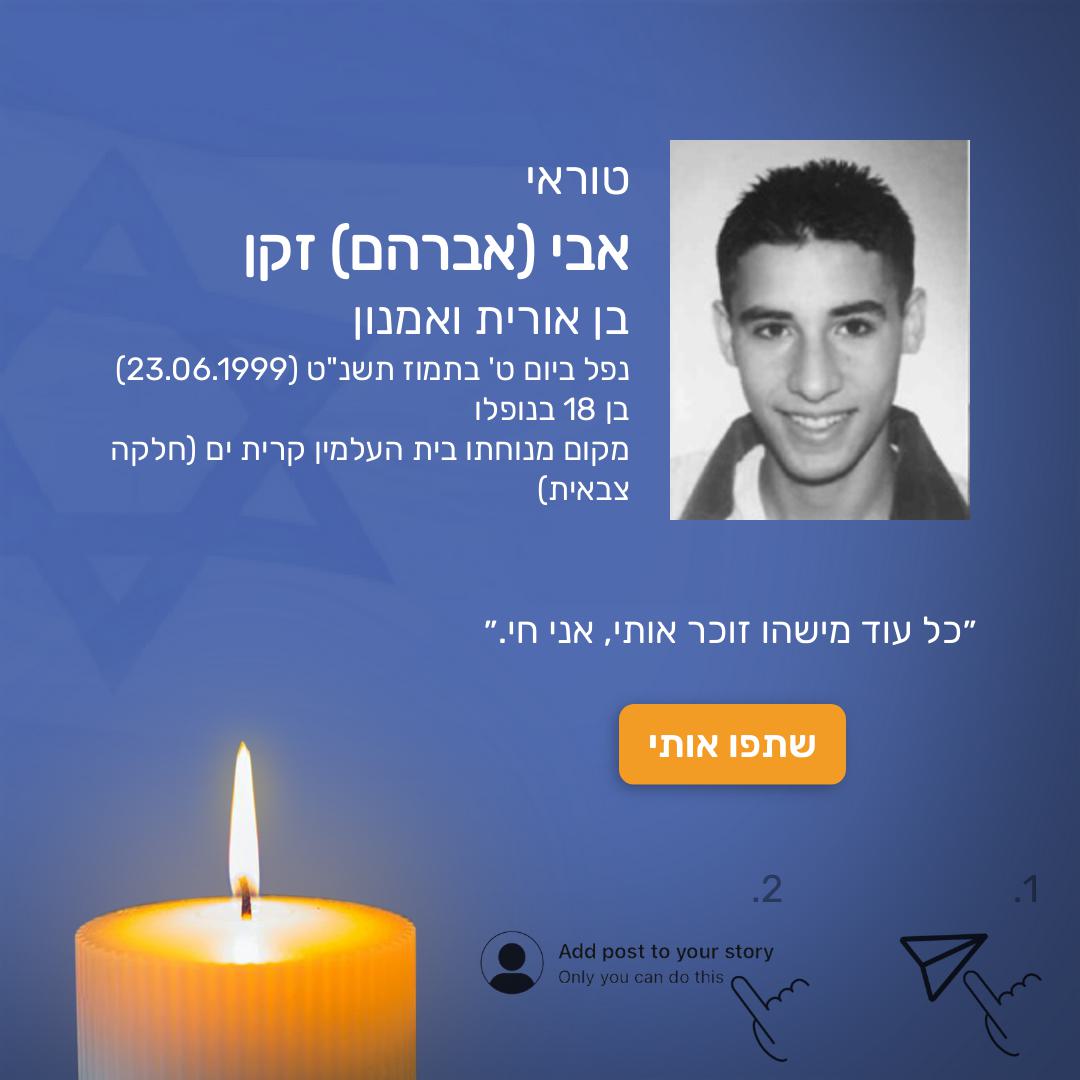 טוראי
אבי (אברהם) זקן
בן אורית ואמנון
נפל ביום ט' בתמוז תשנ"ט (23.06.1999)
בן 18 בנופלו
מקום מנוחתו בית העלמין קרית ים (חלקה
צבאית)
״כל עוד מישהו זוכר אותי, אני חי.״
שתפו אותי
.1
.2
Add post to your story
Only you can do this